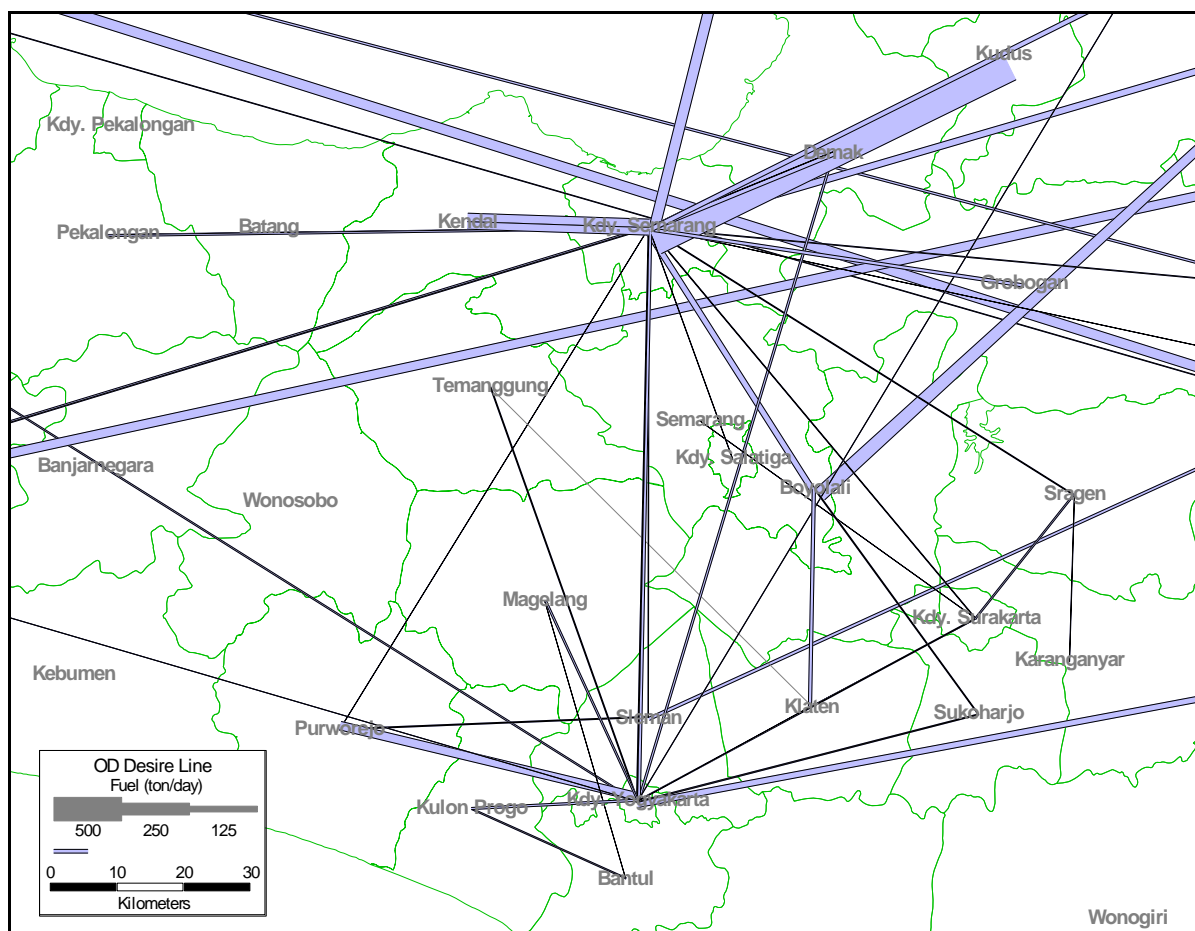 Kudus
Kdy. Pekalongan
Demak
Kendal
Kdy. Semarang
Batang
Pekalongan
Grobogan
Temanggung
Semarang
Kdy. Salatiga
Banjarnegara
Boyolali
Sragen
Wonosobo
Magelang
Kdy. Surakarta
Karanganyar
Kebumen
Klaten
Sukoharjo
Sleman
Purworejo
Kdy. Yogyakarta
Kulon Progo
Bantul
Wonogiri
OD Desire Line
Fuel (ton/day)
500 250 125
0 10 20 30
Kilometers